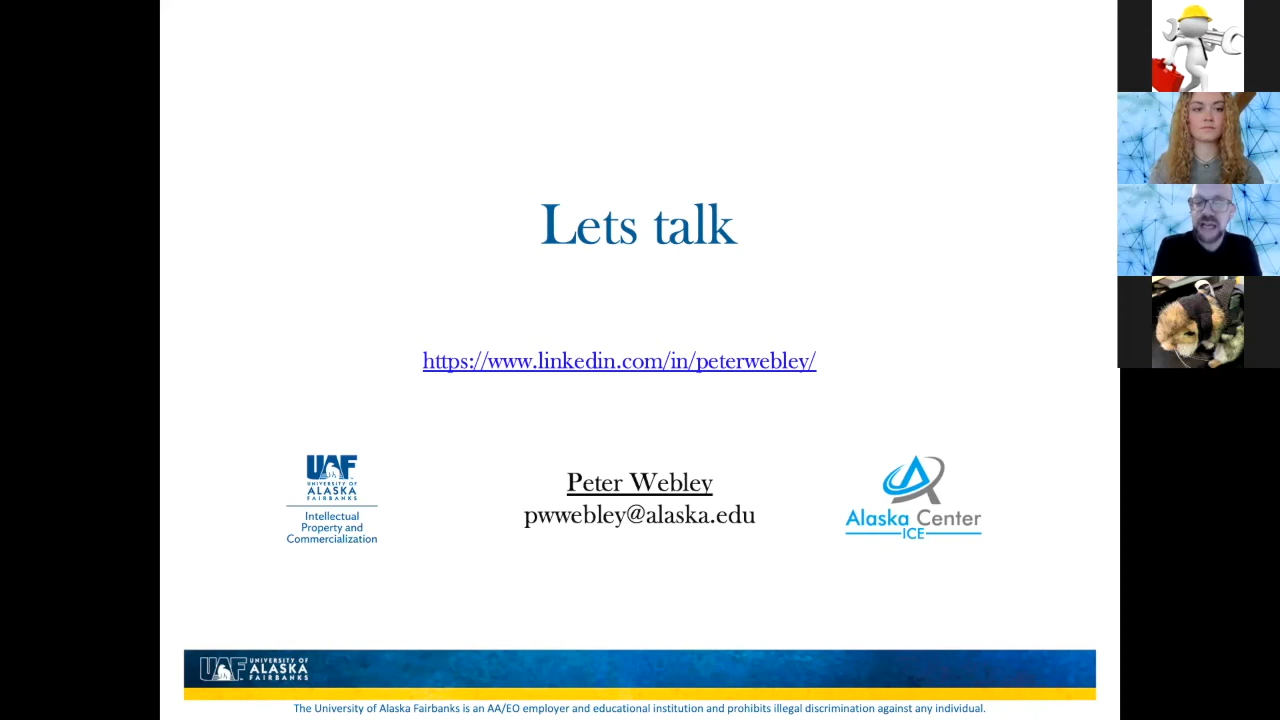 Lets talk
https://www.linkedin.com/in/peterwebley/
UAF
UNIVERSITY OF
ALASKA
FAIRBANKS
Intellectual
Property and
Commercialization
Peter Webley
pwwebley@alaska.edu
Alaska Center
ICE
UAF
UNIVERSITY OF
ALASKA
FAIRBANKS
The University of Alaska Fairbanks is an AA/EO employer and educational institution and prohibits illegal discrimination against any individual.